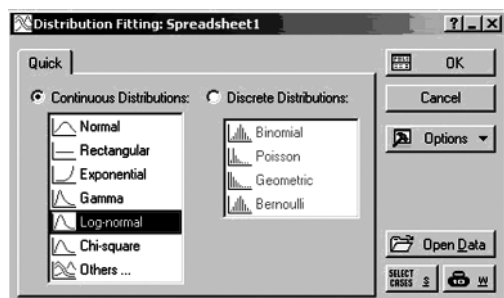 Distribution Fitting: Spreadsheet1
Quick
OK
Continuous Distributions:
Discrete Distributions:
Cancel
Normal
Rectangular
Exponential
Gamma
Log-normal
Chi-square
Others ...
Binomial
Poisson
Geometric
Bernoulli
Options
Open Data
SELECT CASES S
W